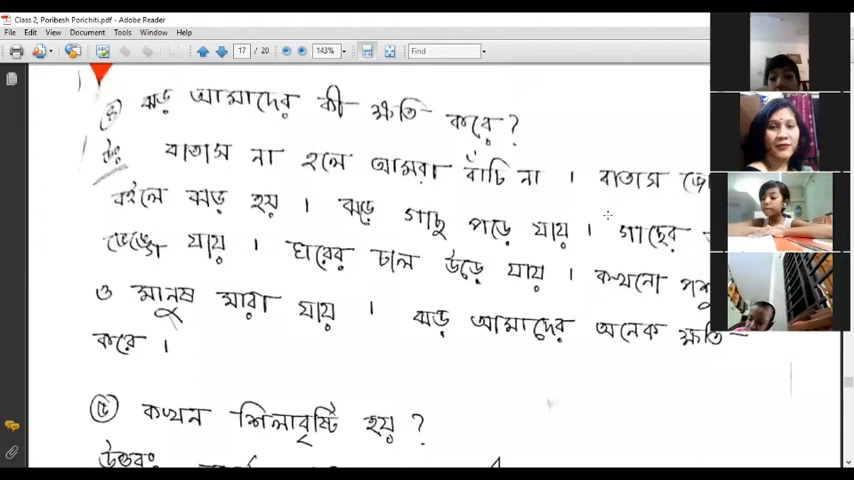 Class 2, Poribesh Porichiti.pdf - Adobe Reader
File Edit View Document Tools Window Help
17 / 20 143% Find
ঝড় আমাদের কী ক্ষতি করে?
উঃ বাতাস না হলে আমরা বাঁচি না । বাতাস
বইলে ঝড় হয় । ঝড়ে গাছ পড়ে যায় । গাছের
ভেঙ্গে যায় । ঘরের চাল উড়ে যায় । কখনো
ও মানুষ মারা যায় । ঝড় আমাদের অনেক ক্ষতি
করে ।
৫ কখন শিলাবৃষ্টি হয় ?
উত্তরঃ